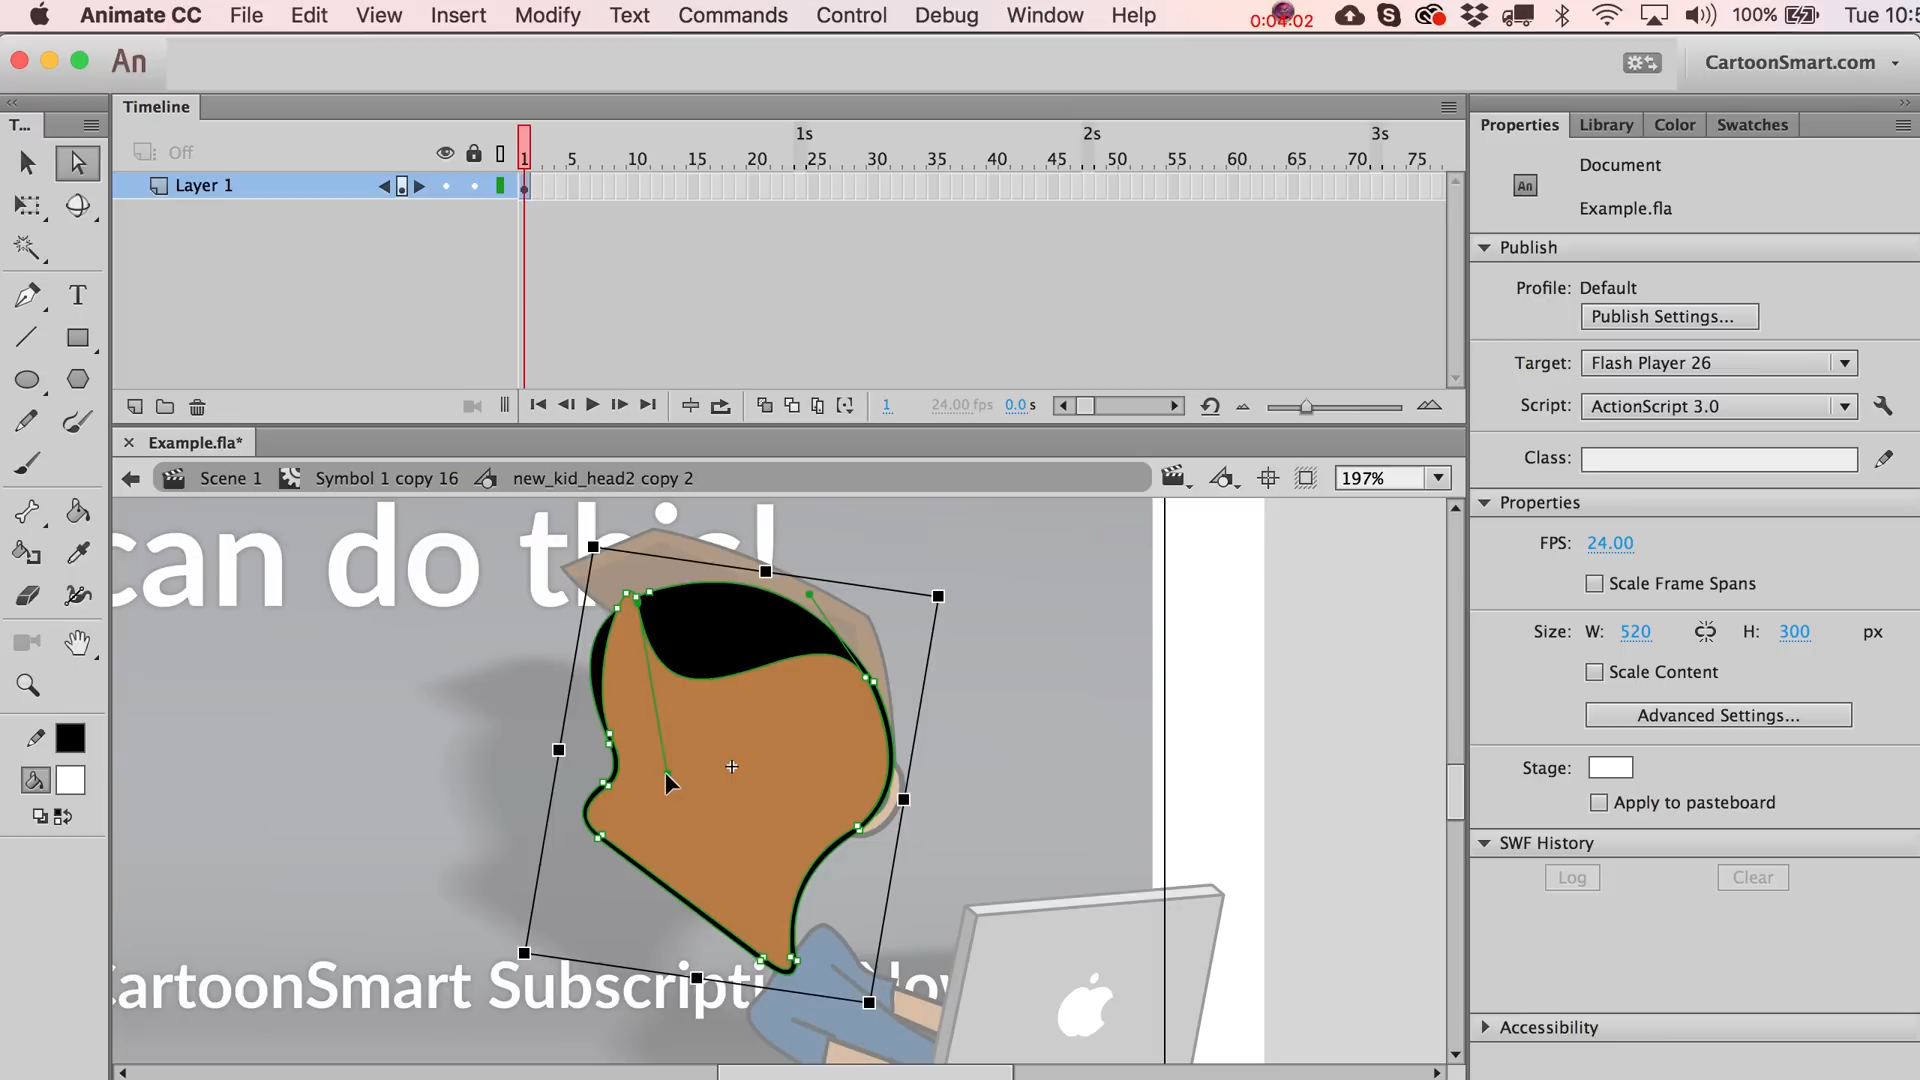 Animate CC File Edit View Insert Modify Text Commands Control Debug Window Help 0:04:02 100% Tue 10:5
An CartoonSmart.com
T... Timeline Properties Library Color Swatches
Off 1s 2s 3s
1 5 10 15 20 25 30 35 40 45 50 55 60 65 70 75
Layer 1
Document
An
Example.fla
Publish
Profile: Default
Publish Settings...
Target: Flash Player 26
Script: ActionScript 3.0
1 24.00 fps 0.0 s
Example.fla*
Class:
Scene 1 Symbol 1 copy 16 new_kid_head2 copy 2 197%
Properties
FPS: 24.00
Scale Frame Spans
Size: W: 520 H: 300 px
Scale Content
Advanced Settings...
Stage:
Apply to pasteboard
SWF History
Log Clear
Accessibility
can do this!
CartoonSmart Subscripti